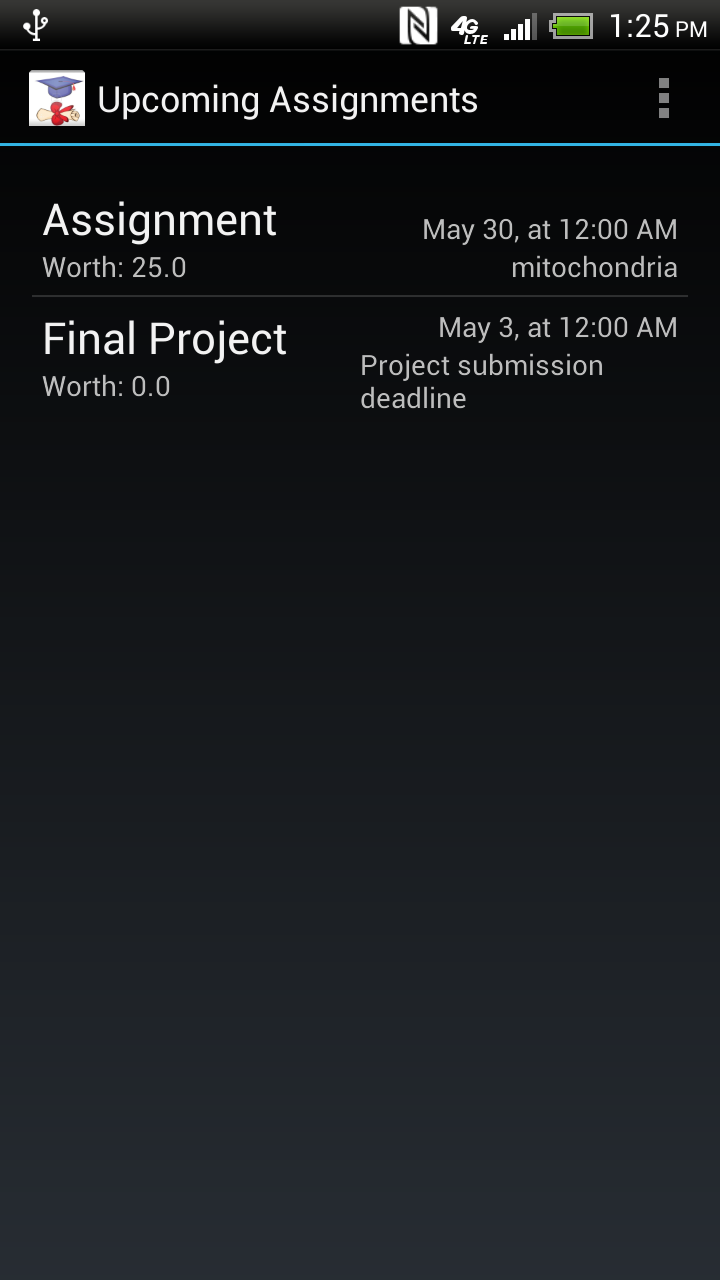 4G LTE 1:25 PM
Upcoming Assignments
Assignment
May 30, at 12:00 AM
Worth: 25.0
mitochondria
Final Project
May 3, at 12:00 AM
Worth: 0.0
Project submission
deadline